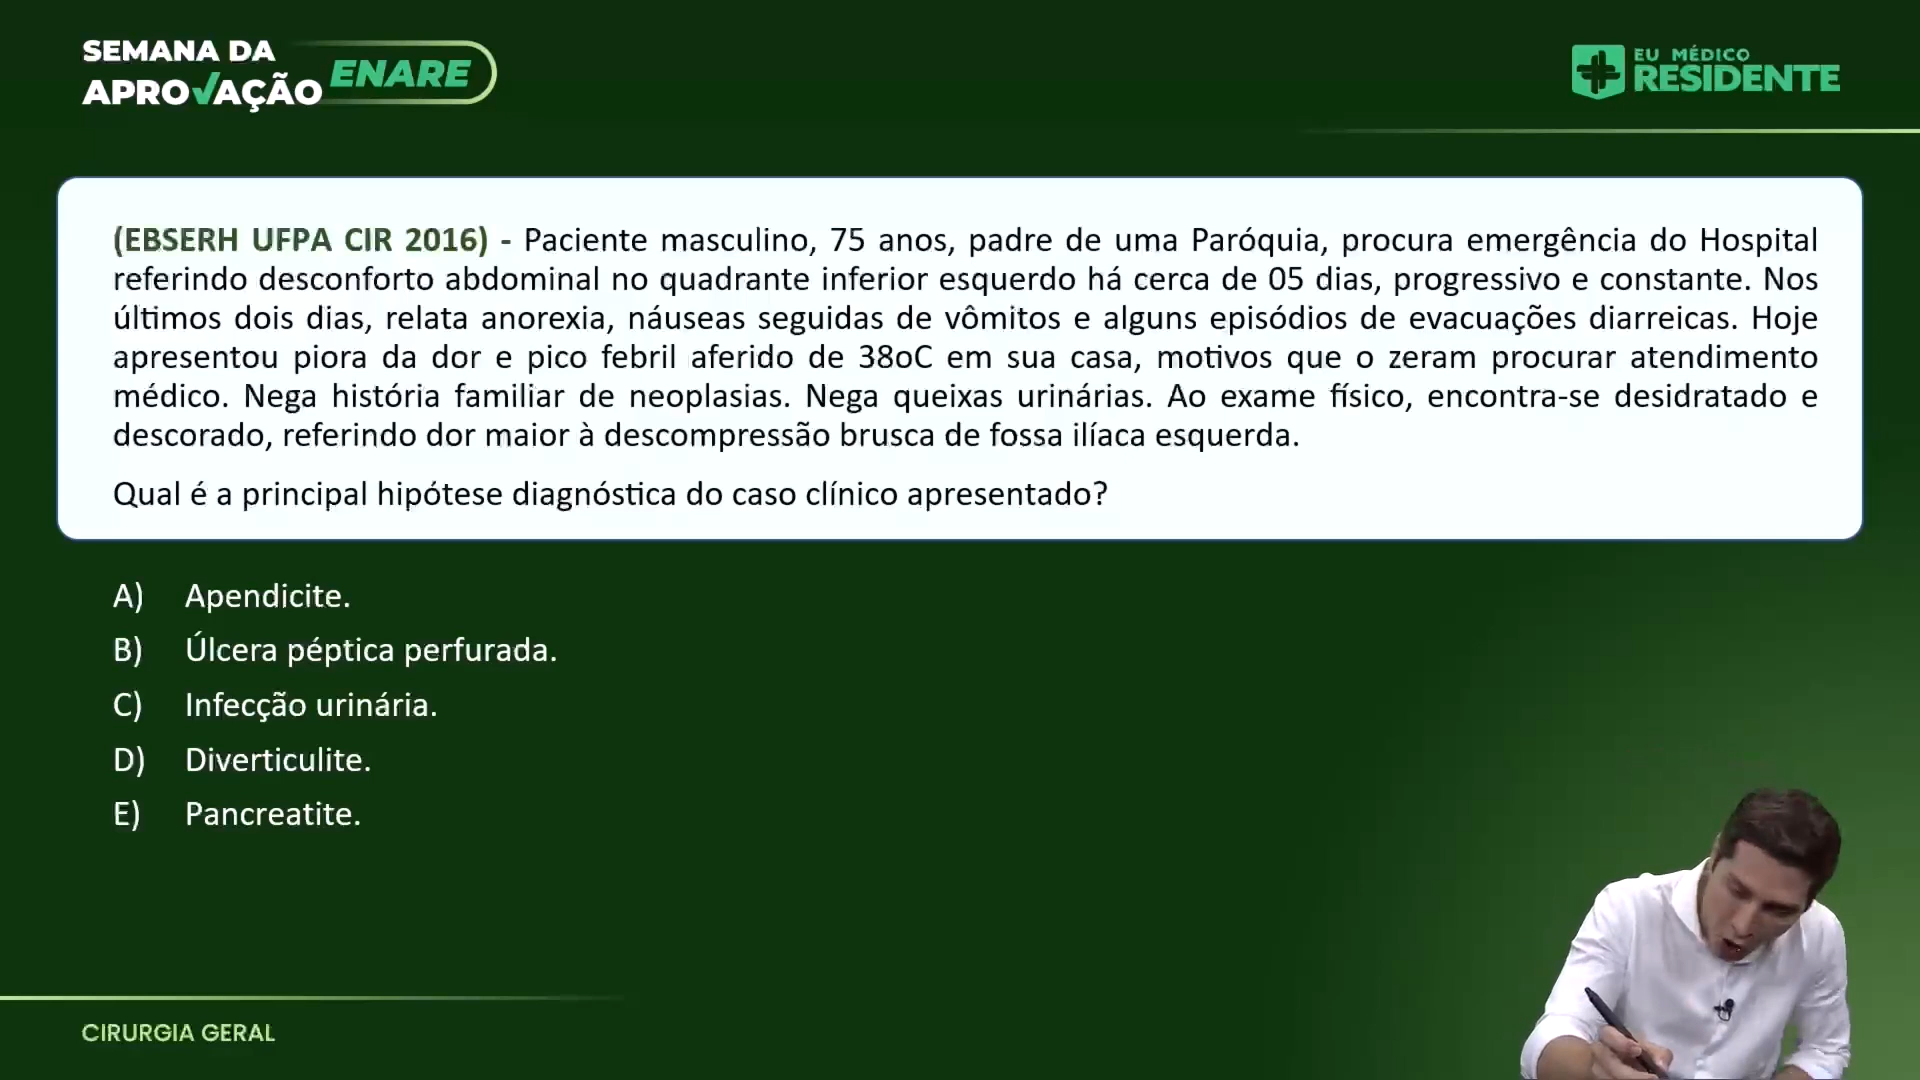 SEMANA DA
APROVAÇÃO ENARE
EU MÉDICO
RESIDENTE
(EBSERH UFPA CIR 2016) - Paciente masculino, 75 anos, padre de uma Paróquia, procura emergência do Hospital
referindo desconforto abdominal no quadrante inferior esquerdo há cerca de 05 dias, progressivo e constante. Nos
últimos dois dias, relata anorexia, náuseas seguidas de vômitos e alguns episódios de evacuações diarreicas. Hoje
apresentou piora da dor e pico febril aferido de 38oC em sua casa, motivos que o zeram procurar atendimento
médico. Nega história familiar de neoplasias. Nega queixas urinárias. Ao exame físico, encontra-se desidratado e
descorado, referindo dor maior à descompressão brusca de fossa ilíaca esquerda.
Qual é a principal hipótese diagnóstica do caso clínico apresentado?
A) Apendicite.
B) Úlcera péptica perfurada.
C) Infecção urinária.
D) Diverticulite.
E) Pancreatite.
CIRURGIA GERAL